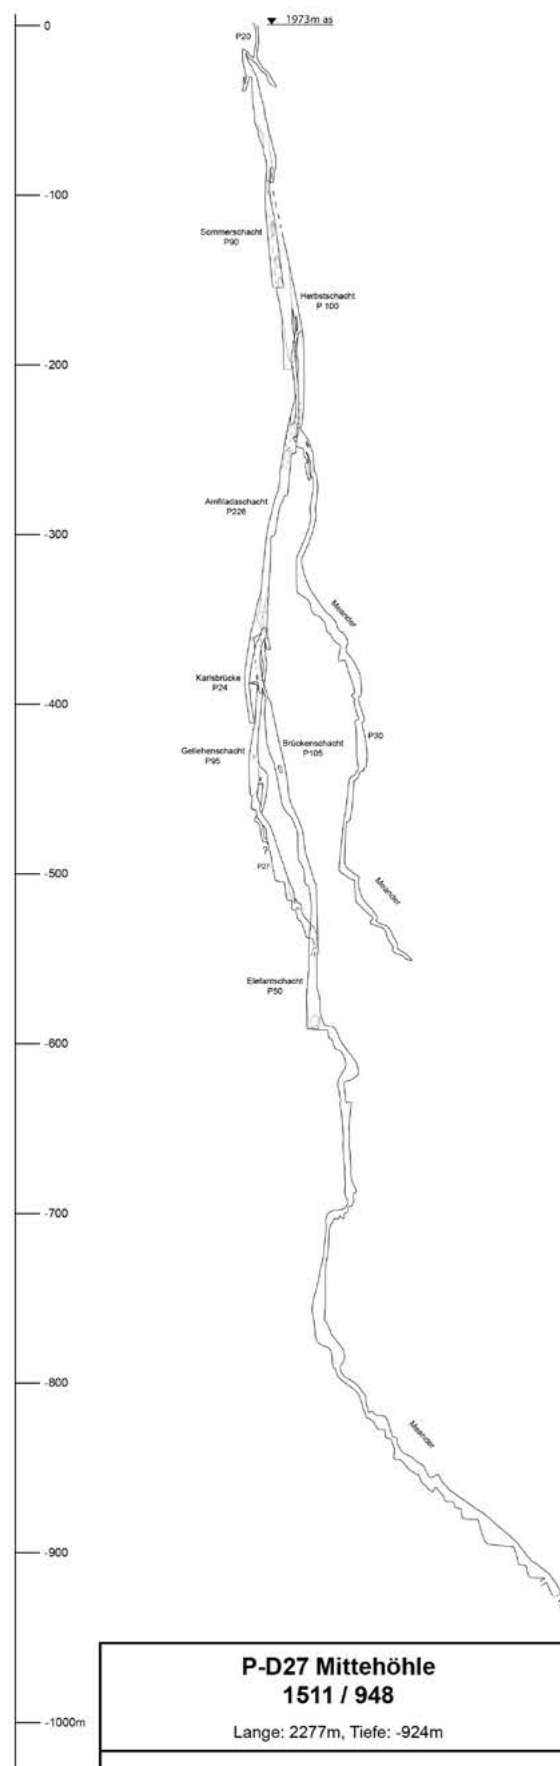 0
1973m as
P20
-100
Sommerschacht
P90
Herbstschacht
P 100
-200
Amfiladaschacht
P226
-300
Meander
Karlsbrücke
P24
-400
P30
Brückenschacht
P105
Geliehenschacht
P95
?
P27
-500
Meander
Elefantschacht
P50
-600
-700
-800
Meander
-900
P-D27 Mittehöhle
1511 / 948
Lange: 2277m, Tiefe: -924m
-1000m